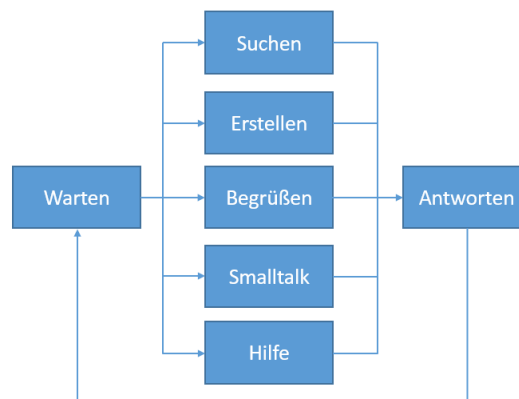 Suchen
Erstellen
Warten
Begrüßen
Antworten
Smalltalk
Hilfe